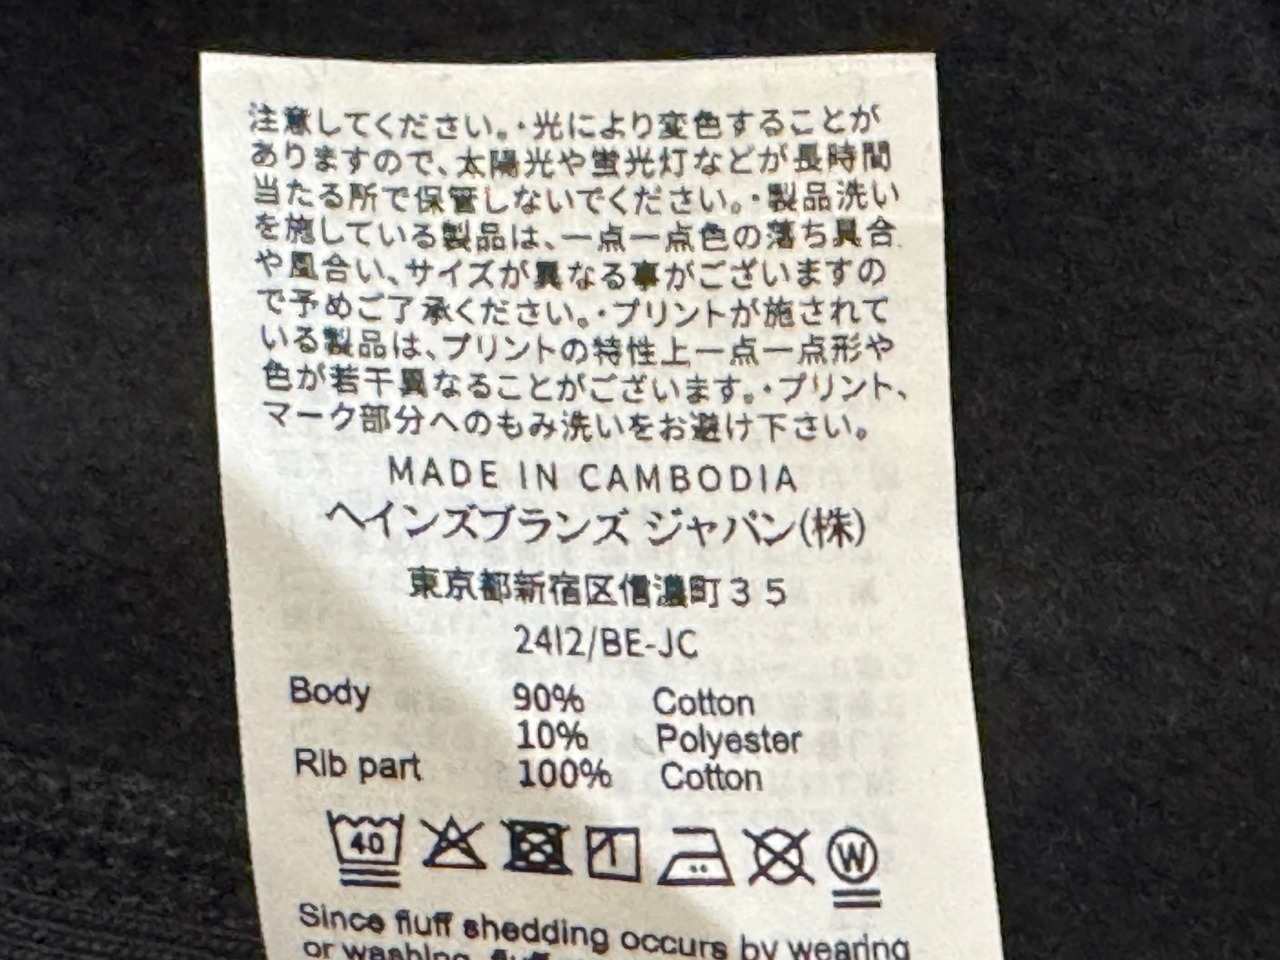 注意してください。・光により変色することが
ありますので、太陽光や蛍光灯などが長時間
当たる所で保管しないでください。・製品洗い
を施している製品は、一点一点色の落ち具合
や風合い、サイズが異なる事がございますの
で予めご了承ください。・プリントが施されて
いる製品は、プリントの特性上一点一点形や
色が若干異なることがございます。・プリント、
マーク部分へのもみ洗いをお避け下さい。
MADE IN CAMBODIA
ヘインズブランズ ジャパン(株)
東京都新宿区信濃町35
2412/BE-JC
Body 90% Cotton
10% Polyester
Rib part 100% Cotton
40 W
Since fluff shedding occurs by wearing
or washing, fluff